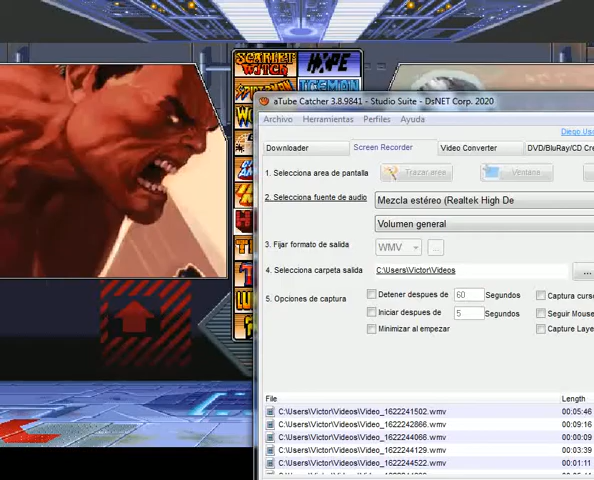 SCARLET WITCH
HYPE
ICEMAN
aTube Catcher 3.8.9841 - Studio Suite - DsNET Corp. 2020
Archivo Herramientas Perfiles Ayuda
Downloader Screen Recorder Video Converter
1. Selecciona area de pantalla Trazar area Ventana
2. Selecciona fuente de audio Mezcla estéreo (Realtek High De
Volumen general
3. Fijar formato de salida WMV ...
4. Selecciona carpeta salida C:\Users\Victor\Videos ...
5. Opciones de captura Detener despues de 60 Segundos Captura curso
Iniciar despues de 5 Segundos Seguir Mouse
Minimizar al empezar Capture Laye
File Length
C:\Users\Victor\Videos\Video_1622241502.wmv 00:05:46
C:\Users\Victor\Videos\Video_1622242866.wmv 00:09:16
C:\Users\Victor\Videos\Video_1622244066.wmv 00:00:09
C:\Users\Victor\Videos\Video_1622244129.wmv 00:03:39
C:\Users\Victor\Videos\Video_1622244522.wmv 00:01:11